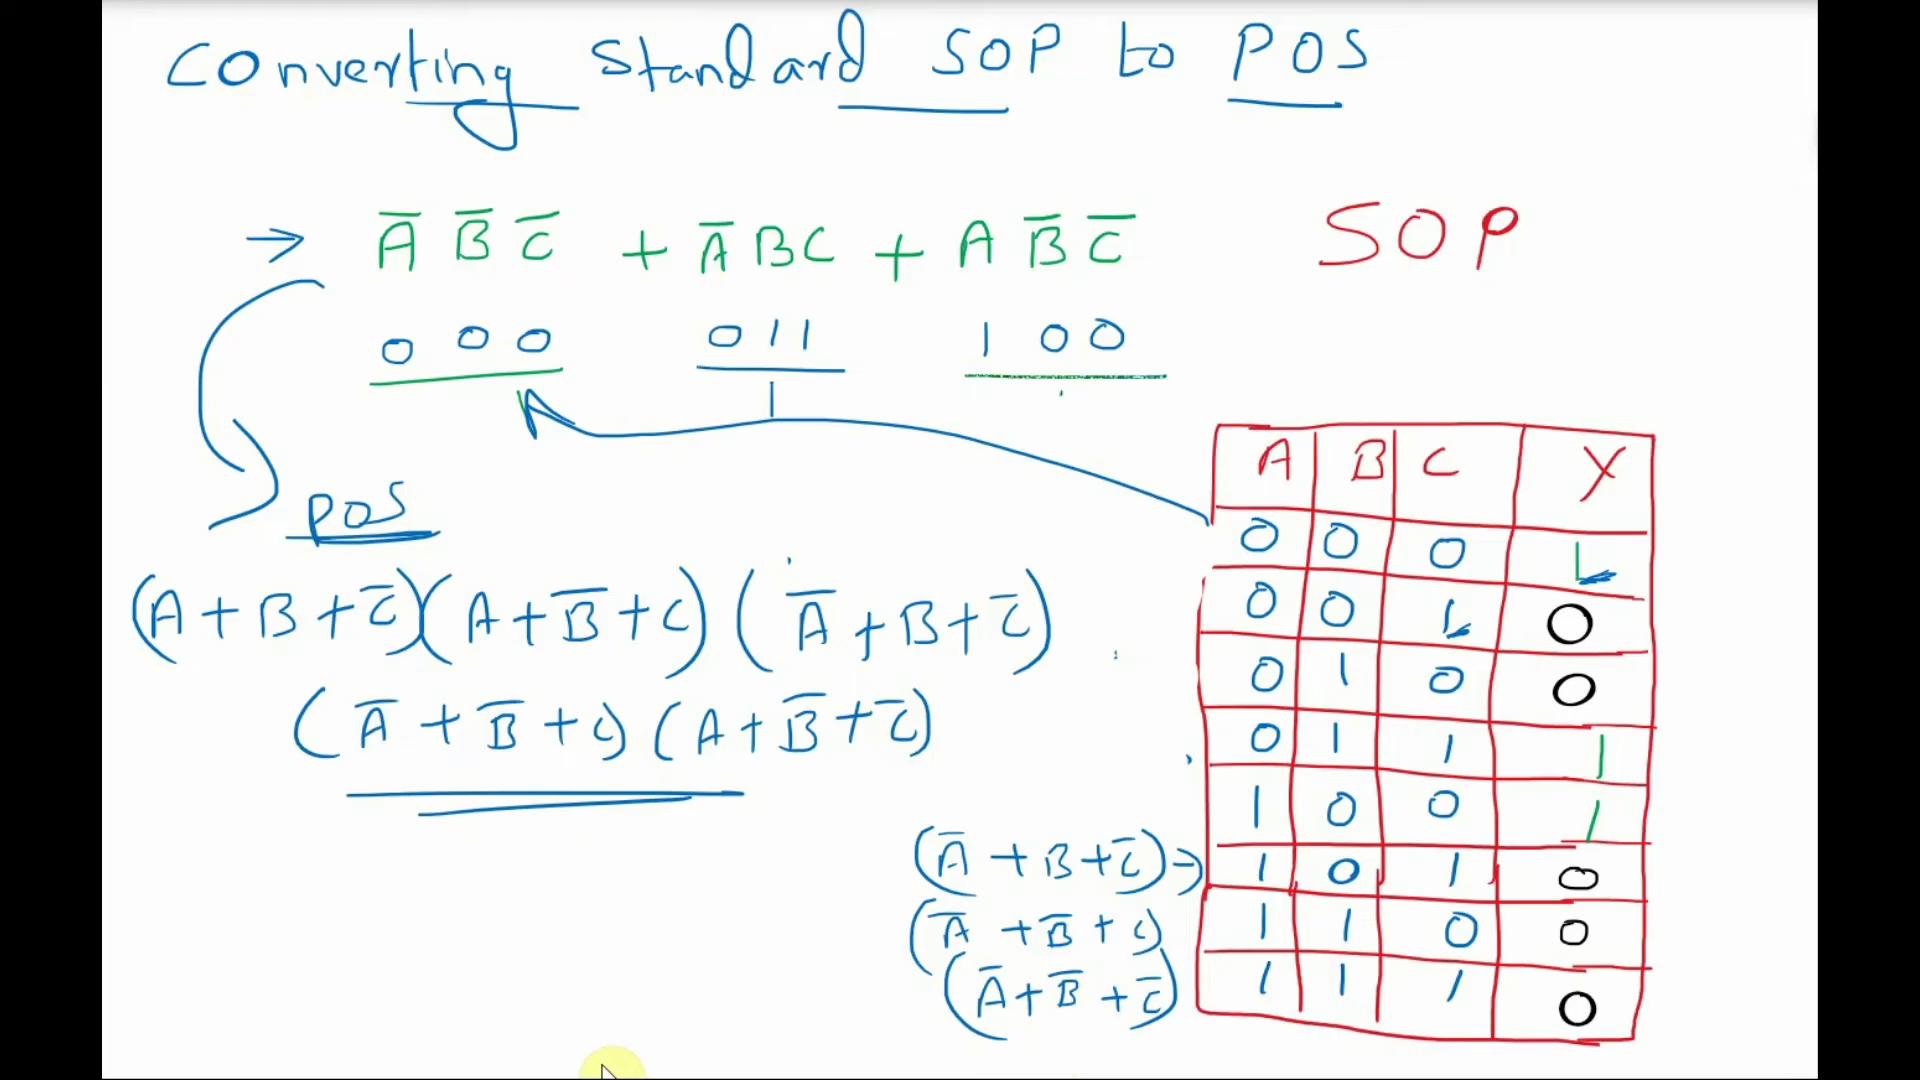 Converting Standard SOP to POS
→ A̅ B̅ C̅ + A̅ B C + A B̅ C̅
SOP
0 0 0 0 1 1 1 0 0
POS
(A + B + C̅)(A + B̅ + C)(A̅ + B + C̅)
(A̅ + B̅ + C)(A + B̅ + C̅)
A B C Y
0 0 0 1
0 0 1 0
0 1 0 0
0 1 1 1
1 0 0 1
(A̅ + B + C̅) → 1 0 1 0
(A̅ + B̅ + C) 1 1 0 0
(A̅ + B̅ + C̅) 1 1 1 0